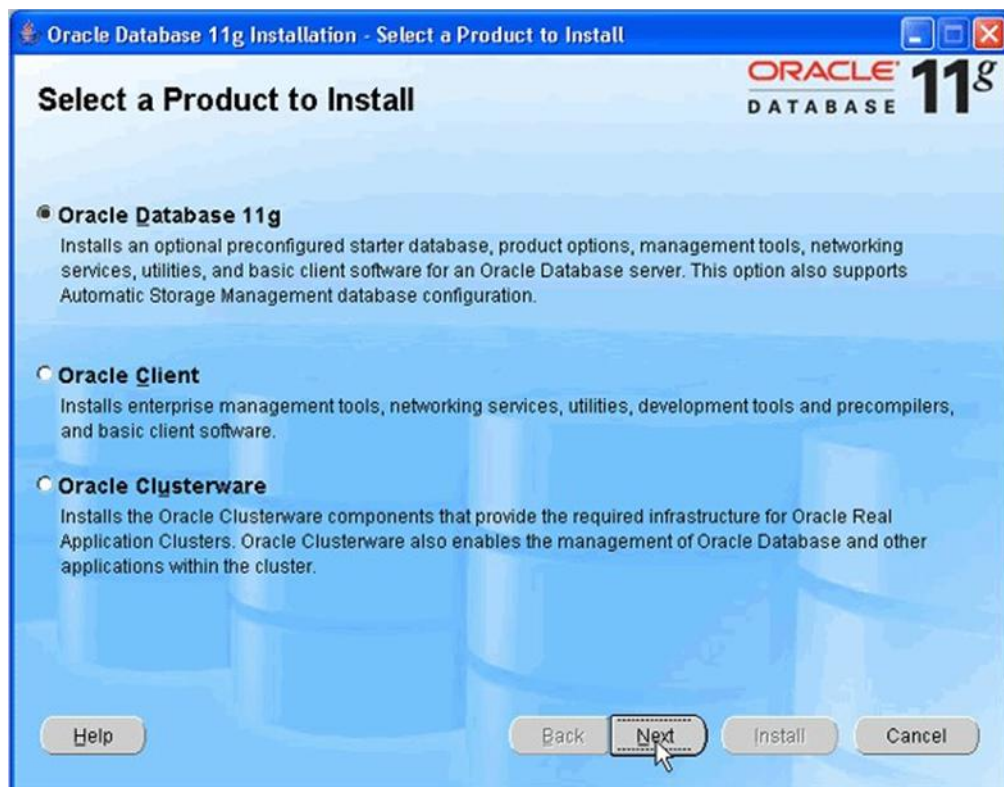 Oracle Database 11g Installation - Select a Product to Install
Select a Product to Install
ORACLE 11g
DATABASE
Oracle Database 11g
Installs an optional preconfigured starter database, product options, management tools, networking
services, utilities, and basic client software for an Oracle Database server. This option also supports
Automatic Storage Management database configuration.
Oracle Client
Installs enterprise management tools, networking services, utilities, development tools and precompilers,
and basic client software.
Oracle Clusterware
Installs the Oracle Clusterware components that provide the required infrastructure for Oracle Real
Application Clusters. Oracle Clusterware also enables the management of Oracle Database and other
applications within the cluster.
Help Back Next Install Cancel